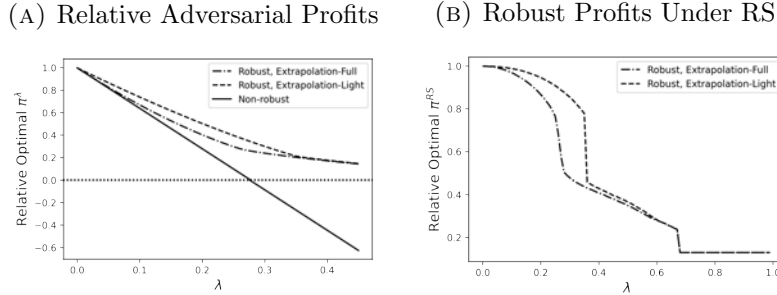 (A) Relative Adversarial Profits
Relative Optimal π^λ
1.0
0.8
0.6
0.4
0.2
0.0
−0.2
−0.4
−0.6
Robust, Extrapolation-Full
Robust, Extrapolation-Light
Non-robust
0.0 0.1 0.2 0.3 0.4
λ
(B) Robust Profits Under RS
Relative Optimal π^RS
1.0
0.8
0.6
0.4
0.2
Robust, Extrapolation-Full
Robust, Extrapolation-Light
0.0 0.2 0.4 0.6 0.8 1.0
λ